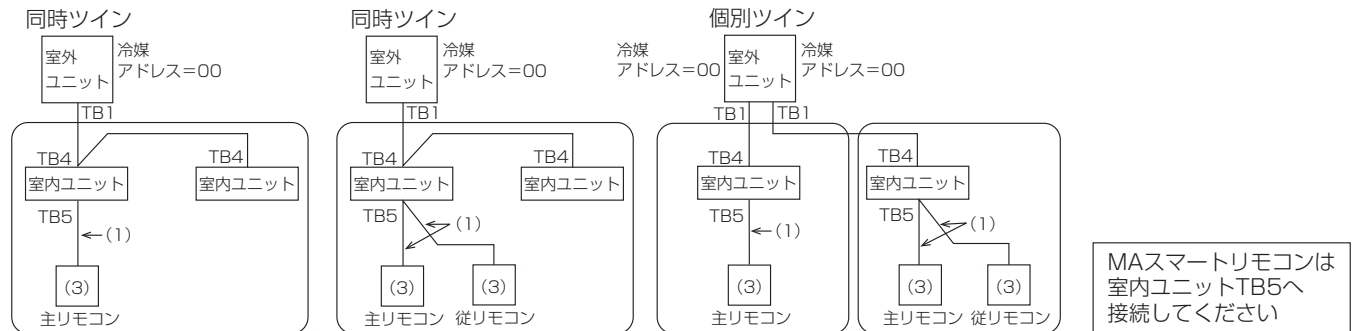 同時ツイン
室外
ユニット
冷媒
アドレス=00
TB1
TB4
TB4
室内ユニット
室内ユニット
TB5
(1)
(3)
主リモコン
同時ツイン
室外
ユニット
冷媒
アドレス=00
TB1
TB4
TB4
室内ユニット
室内ユニット
TB5
(1)
(3)
(3)
主リモコン
従リモコン
個別ツイン
冷媒
アドレス=00
室外
ユニット
冷媒
アドレス=00
TB1
TB1
TB4
室内ユニット
TB5
(1)
(3)
主リモコン
TB4
室内ユニット
TB5
(1)
(3)
(3)
主リモコン
従リモコン
MAスマートリモコンは
室内ユニットTB5へ
接続してください